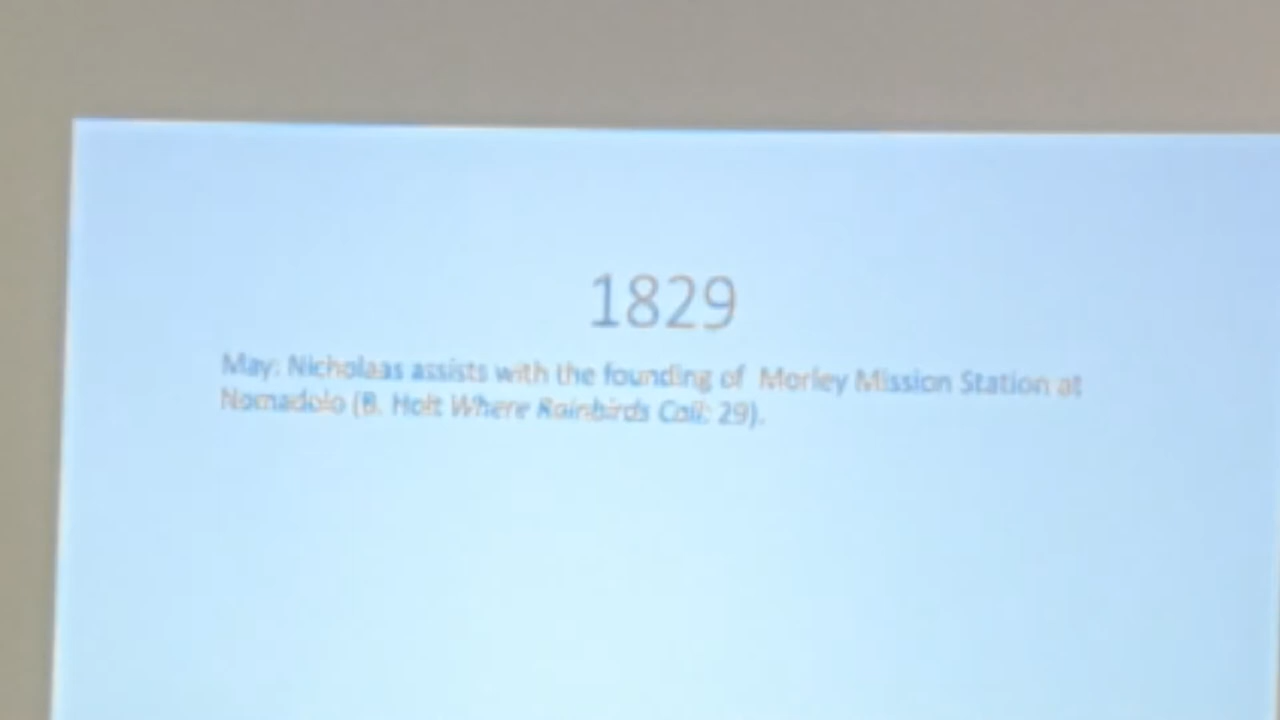 1829
May: Nicholaas assists with the founding of Morley Mission Station at
Nomadolo (B. Holt Where Rainbirds Call: 29).